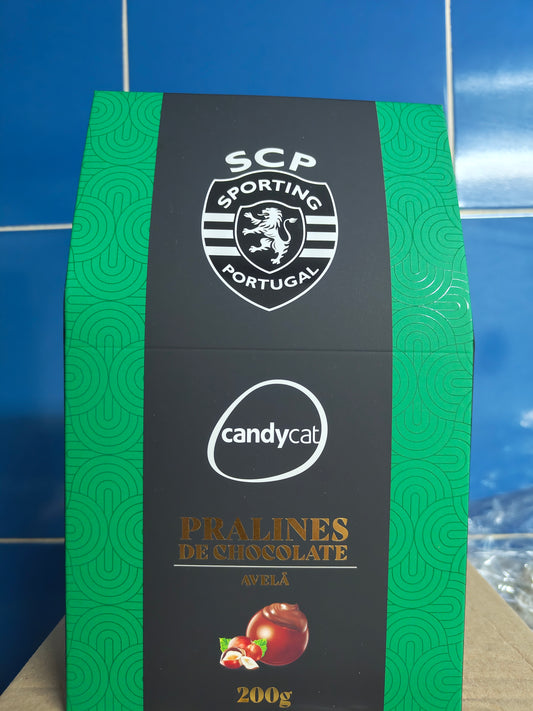 SCP
SPORTING
PORTUGAL
candycat
PRALINES
DE CHOCOLATE
AVELÃ
200g